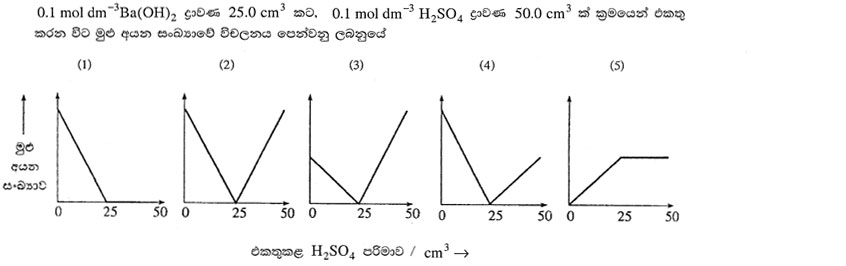 0.1 mol dm⁻³Ba(OH)₂ ද්‍රාවණ 25.0 cm³ කට, 0.1 mol dm⁻³ H₂SO₄ ද්‍රාවණ 50.0 cm³ ක් ක්‍රමයෙන් එකතු
කරන විට මුළු අයන සංඛ්‍යාවේ විචලනය පෙන්වනු ලබනුයේ
(1) (2) (3) (4) (5)
මුළු
අයන
සංඛ්‍යාව
0 25 50 0 25 50 0 25 50 0 25 50 0 25 50
එකතුකළ H₂SO₄ පරිමාව / cm³ →